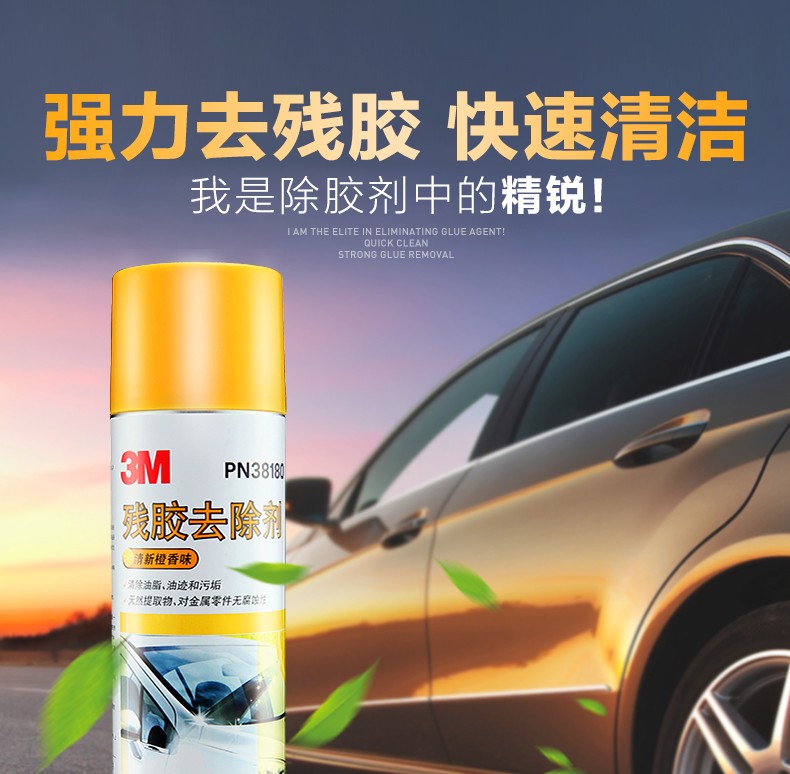 强力去残胶 快速清洁
我是除胶剂中的精锐!
I AM THE ELITE IN ELIMINATING GLUE AGENT!
QUICK CLEAN
STRONG GLUE REMOVAL
3M PN38180
残胶去除剂
清新橙香味
·清除油脂、油迹和污垢
·天然提取物、对金属零件无腐蚀性